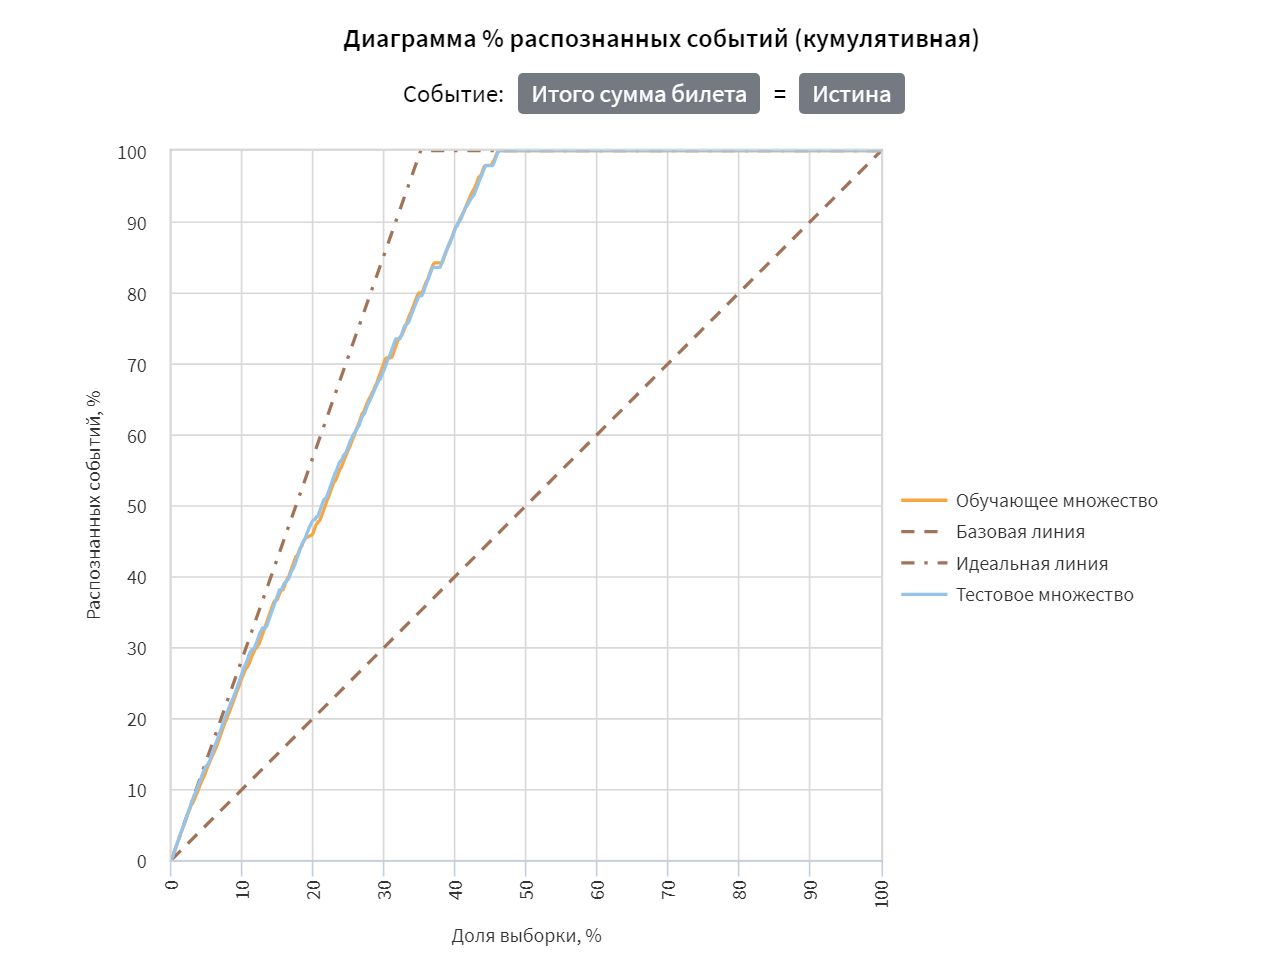 Диаграмма % распознанных событий (кумулятивная)
Событие: Итого сумма билета = Истина
Распознанных событий, %
100
90
80
70
60
50
40
30
20
10
0
0 10 20 30 40 50 60 70 80 90 100
Доля выборки, %
Обучающее множество
Базовая линия
Идеальная линия
Тестовое множество